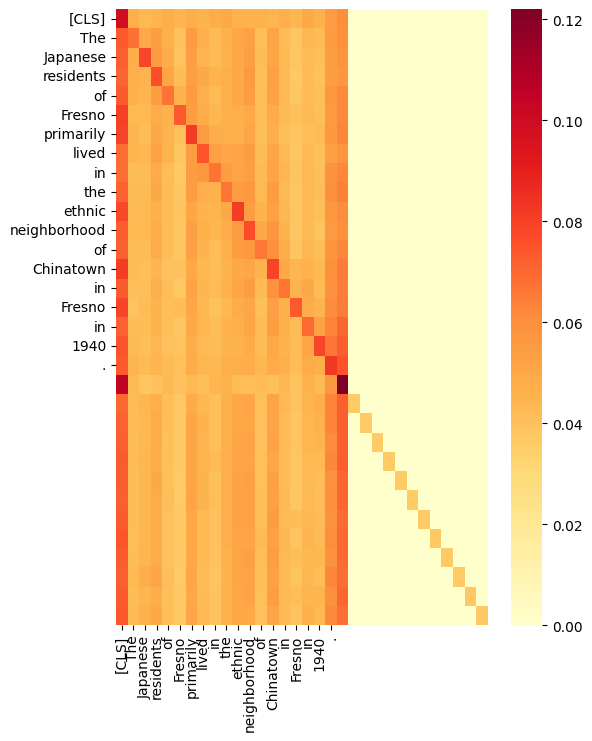 [CLS]
The
Japanese
residents
of
Fresno
primarily
lived
in
the
ethnic
neighborhood
of
Chinatown
in
Fresno
in
1940
.
0.12
0.10
0.08
0.06
0.04
0.02
0.00
[CLS]
The
Japanese
residents
of
Fresno
primarily
lived
in
the
ethnic
neighborhood
of
Chinatown
in
Fresno
in
1940
.